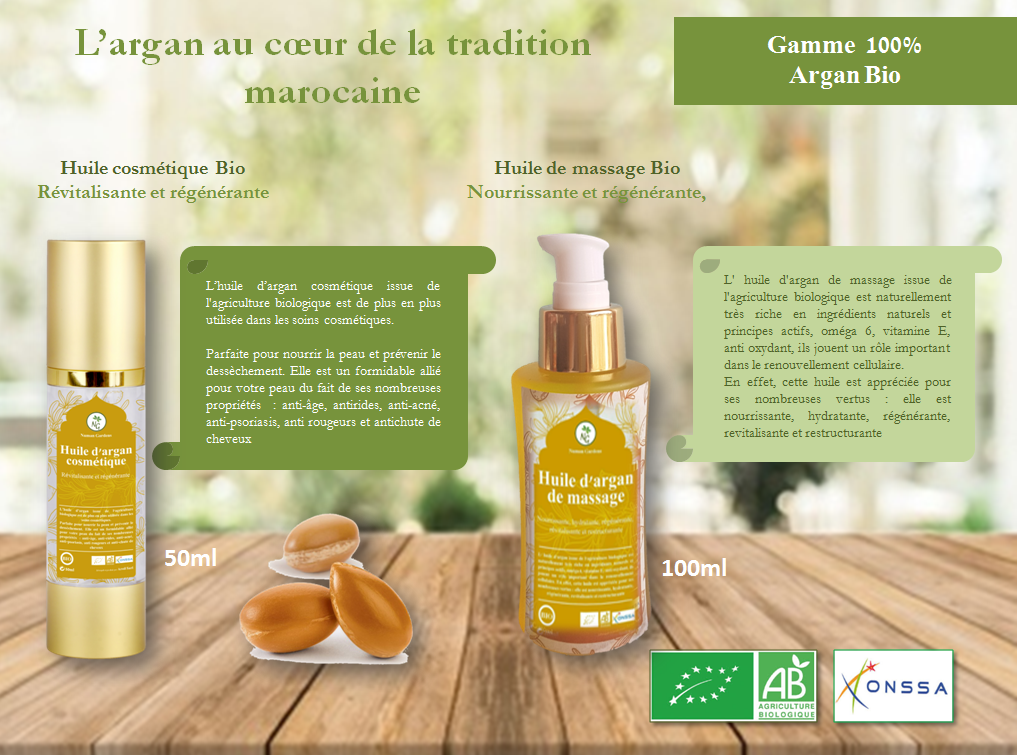 L’argan au cœur de la tradition
marocaine
Gamme 100%
Argan Bio
Huile cosmétique Bio
Révitalisante et régénérante
Huile de massage Bio
Nourrissante et régénérante,
L’huile d’argan cosmétique issue de
l'agriculture biologique est de plus en plus
utilisée dans les soins cosmétiques.
Parfaite pour nourrir la peau et prévenir le
dessèchement. Elle est un formidable allié
pour votre peau du fait de ses nombreuses
propriétés : anti-âge, antirides, anti-acné,
anti-psoriasis, anti rougeurs et antichute de
cheveux
L' huile d'argan de massage issue de
l'agriculture biologique est naturellement
très riche en ingrédients naturels et
principes actifs, oméga 6, vitamine E,
anti oxydant, ils jouent un rôle important
dans le renouvellement cellulaire.
En effet, cette huile est appréciée pour
ses nombreuses vertus : elle est
nourrissante, hydratante, régénérante,
revitalisante et restructurante
Huile d'argan
cosmétique
Révitalisante et régénérante
50ml
Huile d'argan
de massage
100ml
AB
AGRICULTURE
BIOLOGIQUE
ONSSA